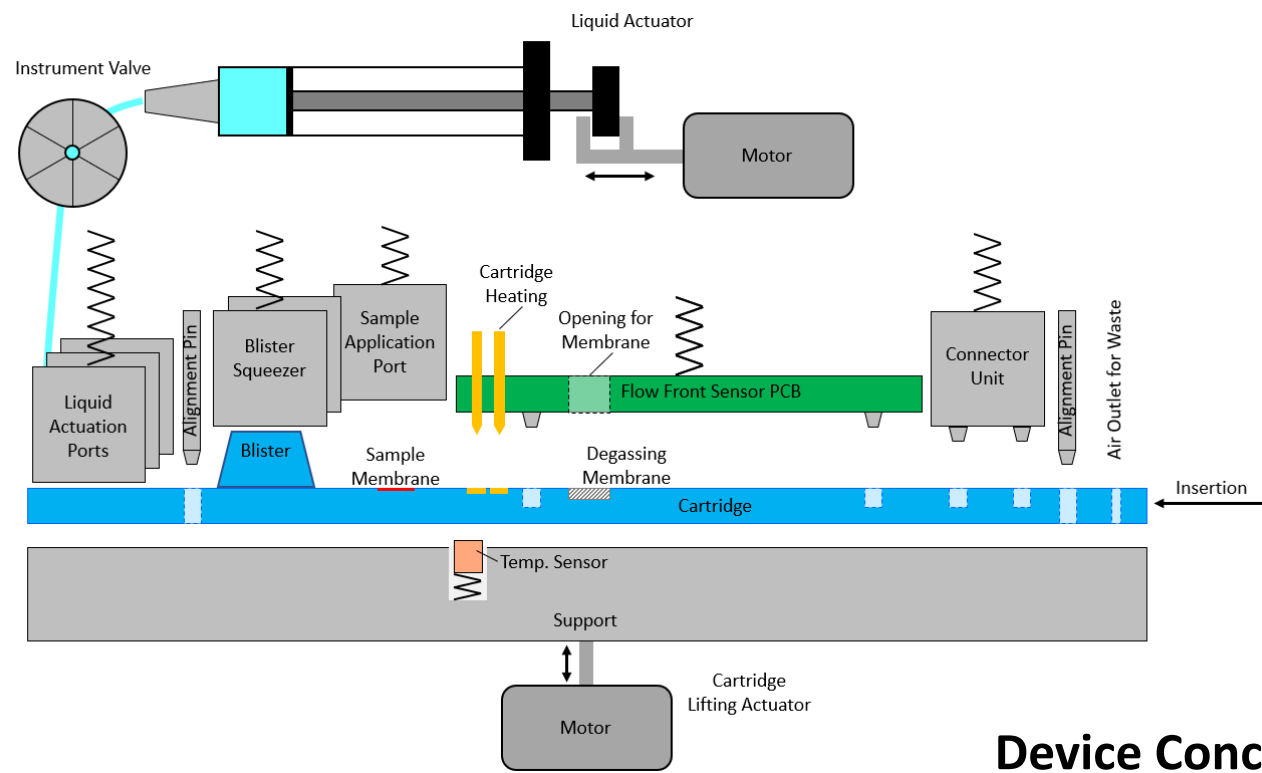 Liquid Actuator
Instrument Valve
Motor
Cartridge
Heating
Opening for
Membrane
Sample
Application
Port
Blister
Squeezer
Alignment Pin
Liquid
Actuation
Ports
Flow Front Sensor PCB
Connector
Unit
Alignment Pin
Air Outlet for Waste
Blister
Sample
Membrane
Degassing
Membrane
Cartridge
Insertion
Temp. Sensor
Support
Cartridge
Lifting Actuator
Motor
Device Conc